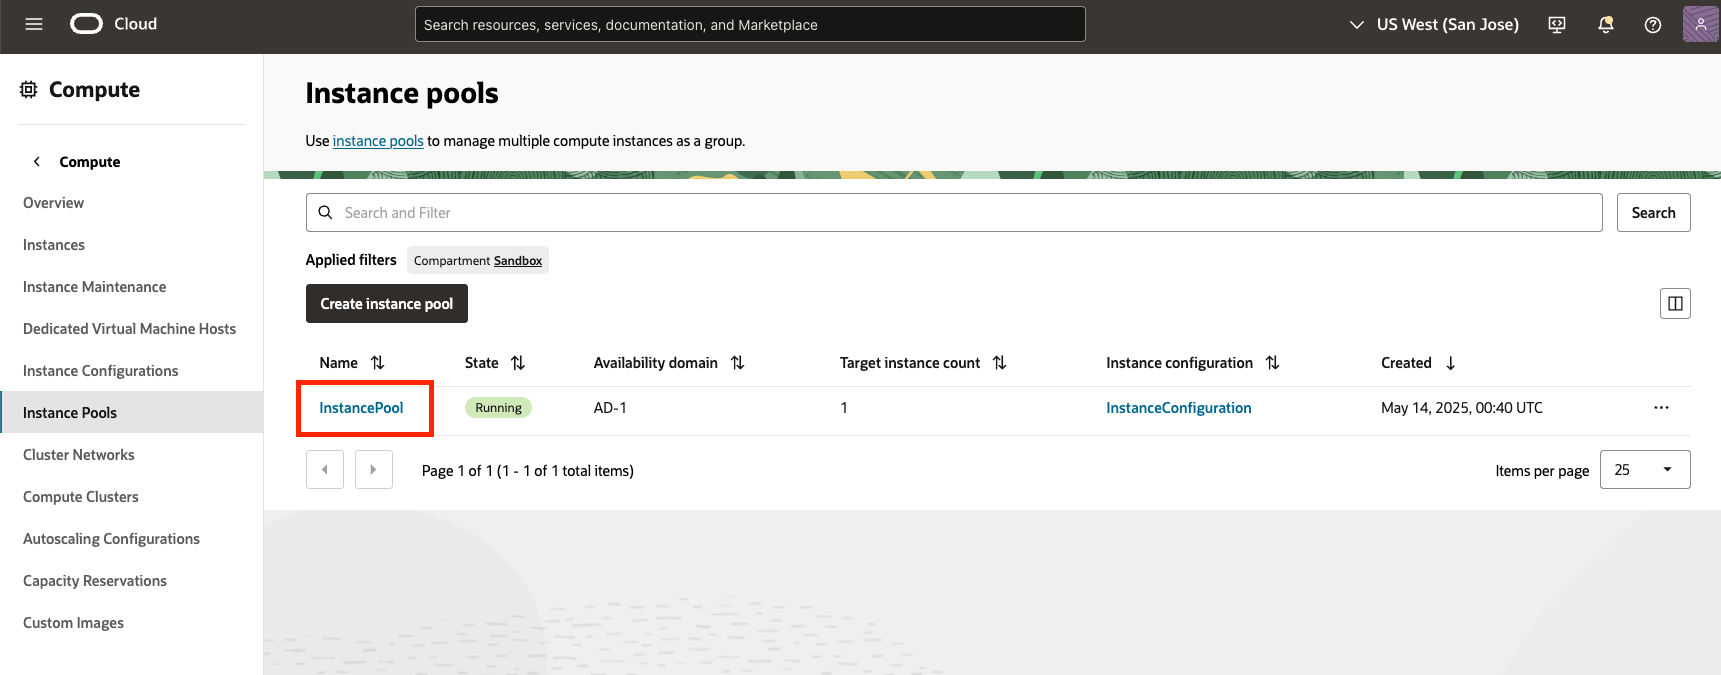 Cloud
Search resources, services, documentation, and Marketplace
US West (San Jose)
Compute
Compute
Overview
Instances
Instance Maintenance
Dedicated Virtual Machine Hosts
Instance Configurations
Instance Pools
Cluster Networks
Compute Clusters
Autoscaling Configurations
Capacity Reservations
Custom Images
Instance pools
Use instance pools to manage multiple compute instances as a group.
Search and Filter
Search
Applied filters Compartment Sandbox
Create instance pool
Name State Availability domain Target instance count Instance configuration Created
InstancePool Running AD-1 1 InstanceConfiguration May 14, 2025, 00:40 UTC
Page 1 of 1 (1 - 1 of 1 total items) Items per page 25